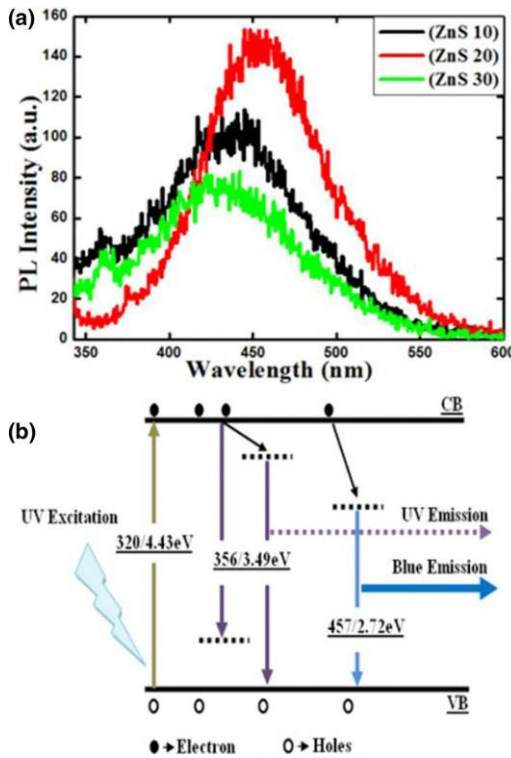 (a)
160
140
120
100
80
60
40
20
0
PL Intensity (a.u.)
(ZnS 10)
(ZnS 20)
(ZnS 30)
350 400 450 500 550 600
Wavelength (nm)
(b)
CB
UV Excitation
320/4.43eV
356/3.49eV
UV Emission
Blue Emission
457/2.72eV
VB
➔Electron
➔Holes